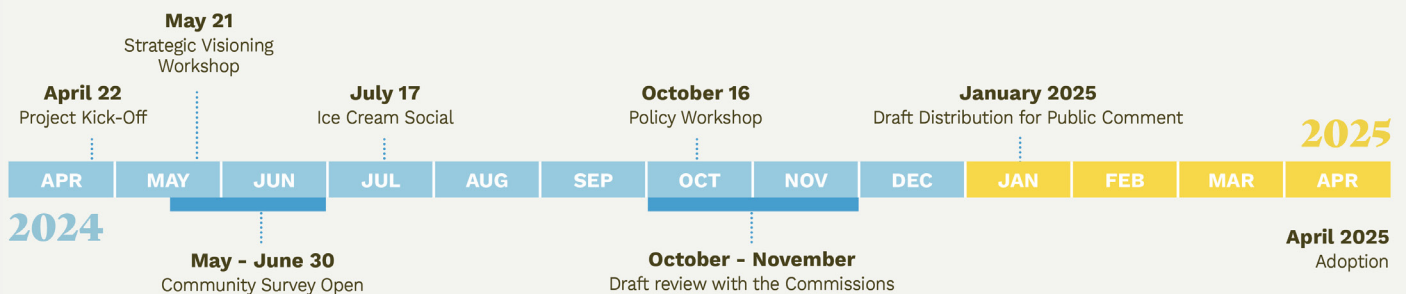 May 21
Strategic Visioning
Workshop
April 22
Project Kick-Off
July 17
Ice Cream Social
October 16
Policy Workshop
January 2025
Draft Distribution for Public Comment
2025
APR MAY JUN JUL AUG SEP OCT NOV DEC JAN FEB MAR APR
2024
May - June 30
Community Survey Open
October - November
Draft review with the Commissions
April 2025
Adoption